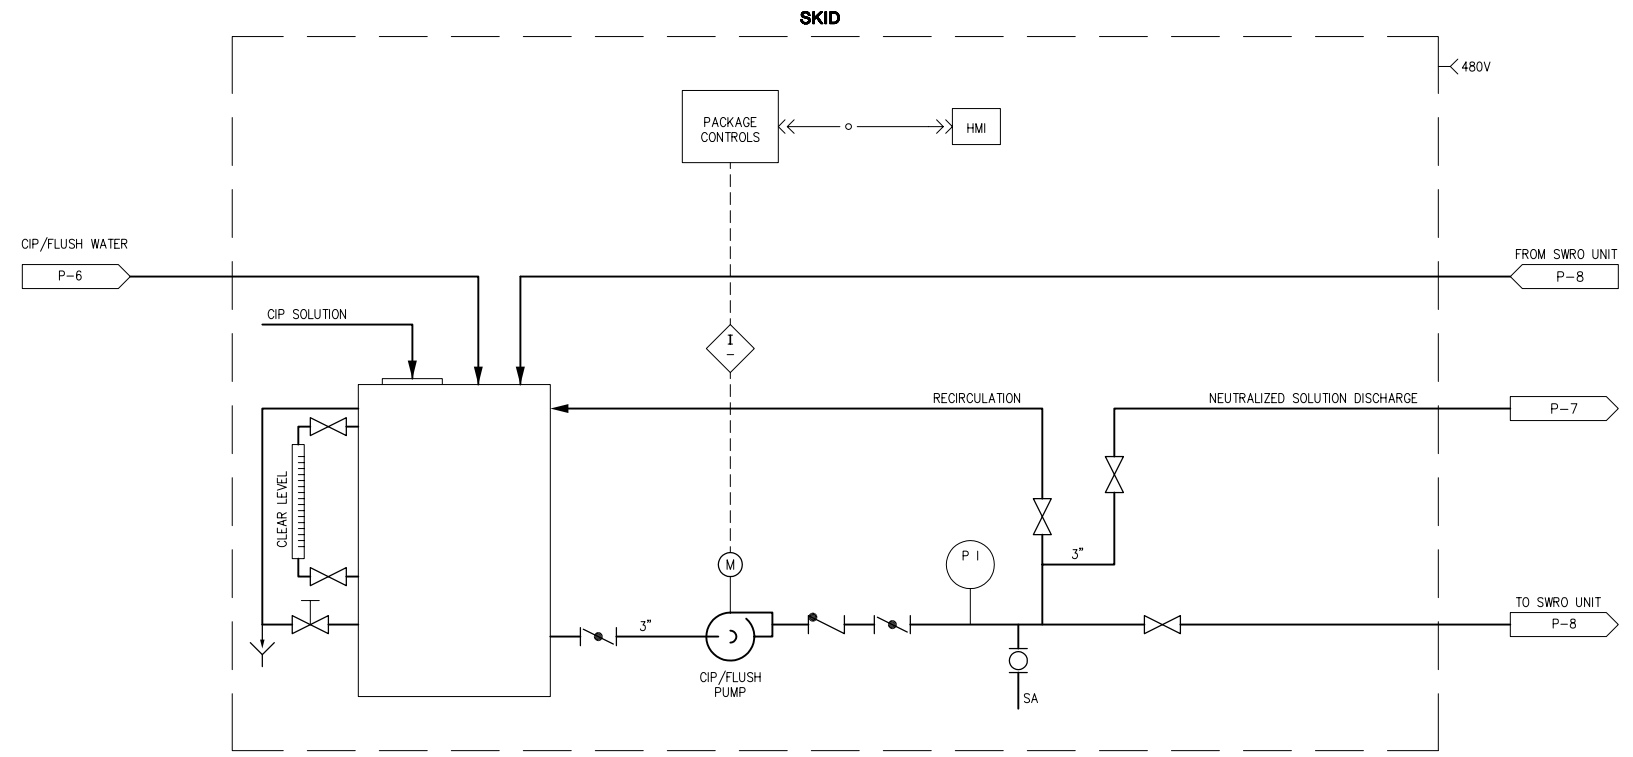 SKID
480V
PACKAGE
CONTROLS
HMI
CIP/FLUSH WATER
P-6
FROM SWRO UNIT
P-8
CIP SOLUTION
I
-
RECIRCULATION
NEUTRALIZED SOLUTION DISCHARGE
P-7
CLEAR LEVEL
M
P I
3"
3"
TO SWRO UNIT
P-8
CIP/FLUSH
PUMP
SA